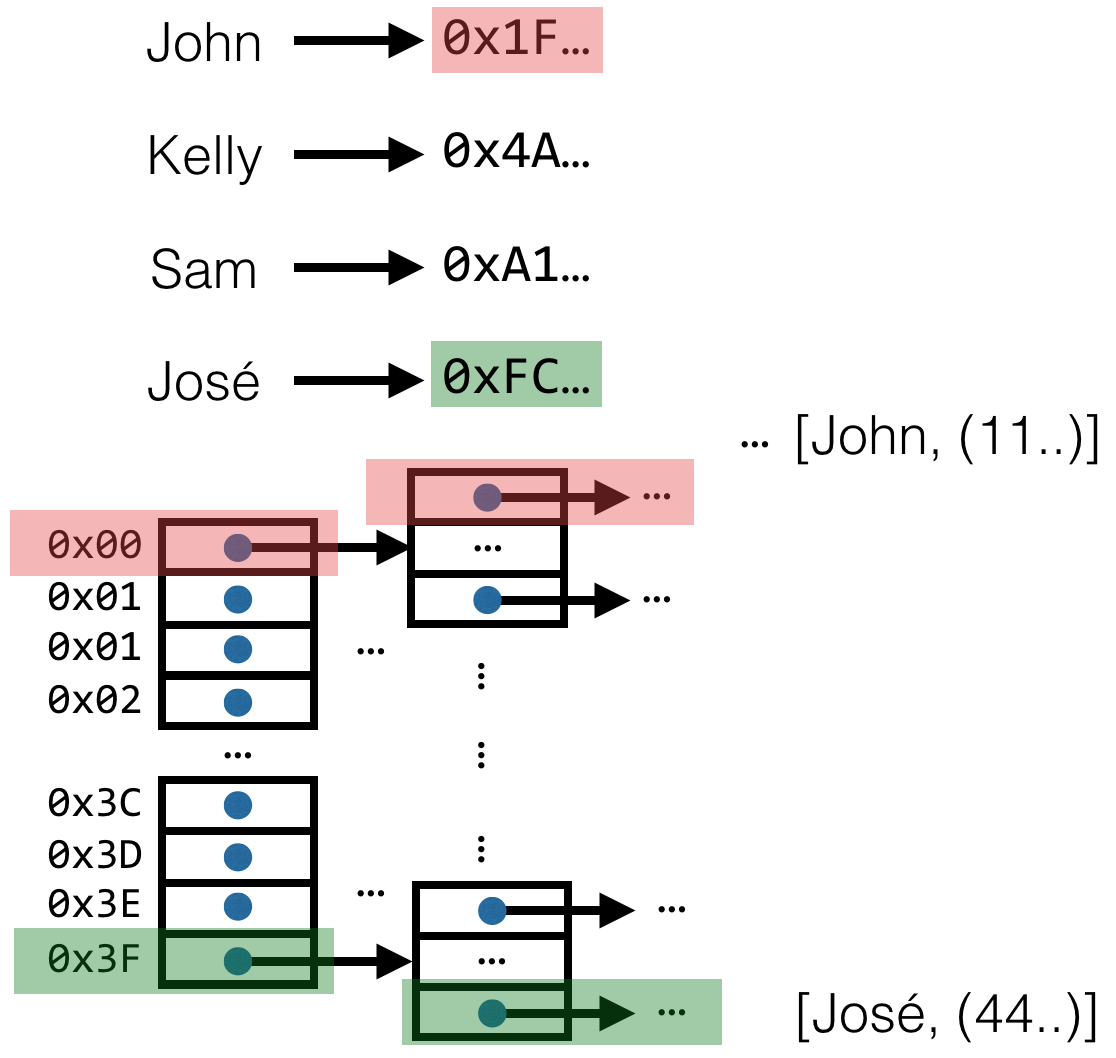 John 0x1F…
Kelly 0x4A…
Sam 0xA1…
José 0xFC…
… [John, (11..)]
…
0x00 …
0x01 …
0x01 …
0x02
…
0x3C
0x3D
0x3E … …
0x3F …
…
[José, (44..)]